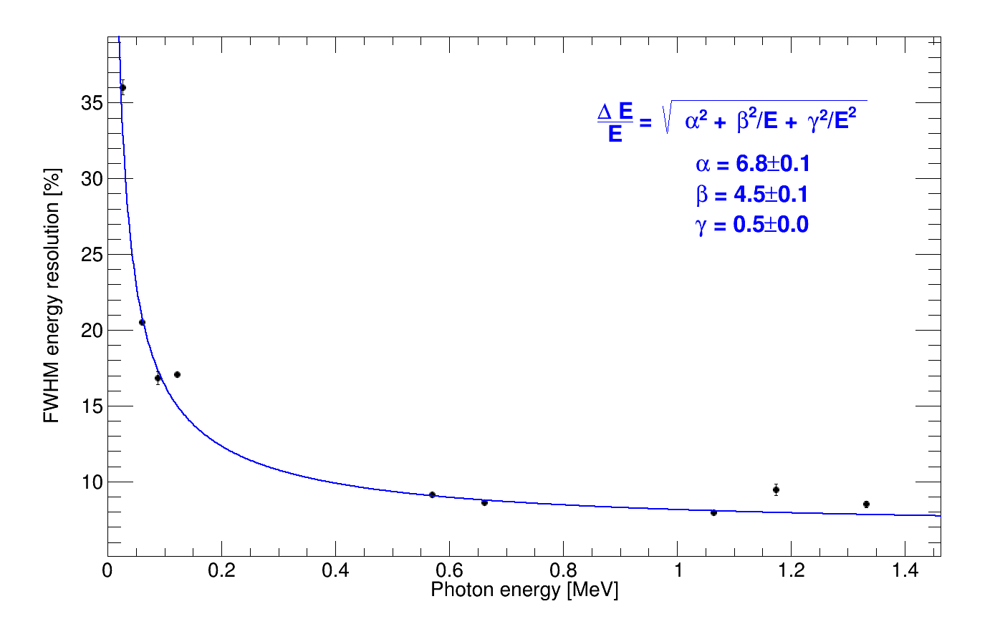 35
30
25
20
15
10
0 0.2 0.4 0.6 0.8 1 1.2 1.4
FWHM energy resolution [%]
Photon energy [MeV]
Δ E
E
= √ α² + β²/E + γ²/E²
α = 6.8±0.1
β = 4.5±0.1
γ = 0.5±0.0